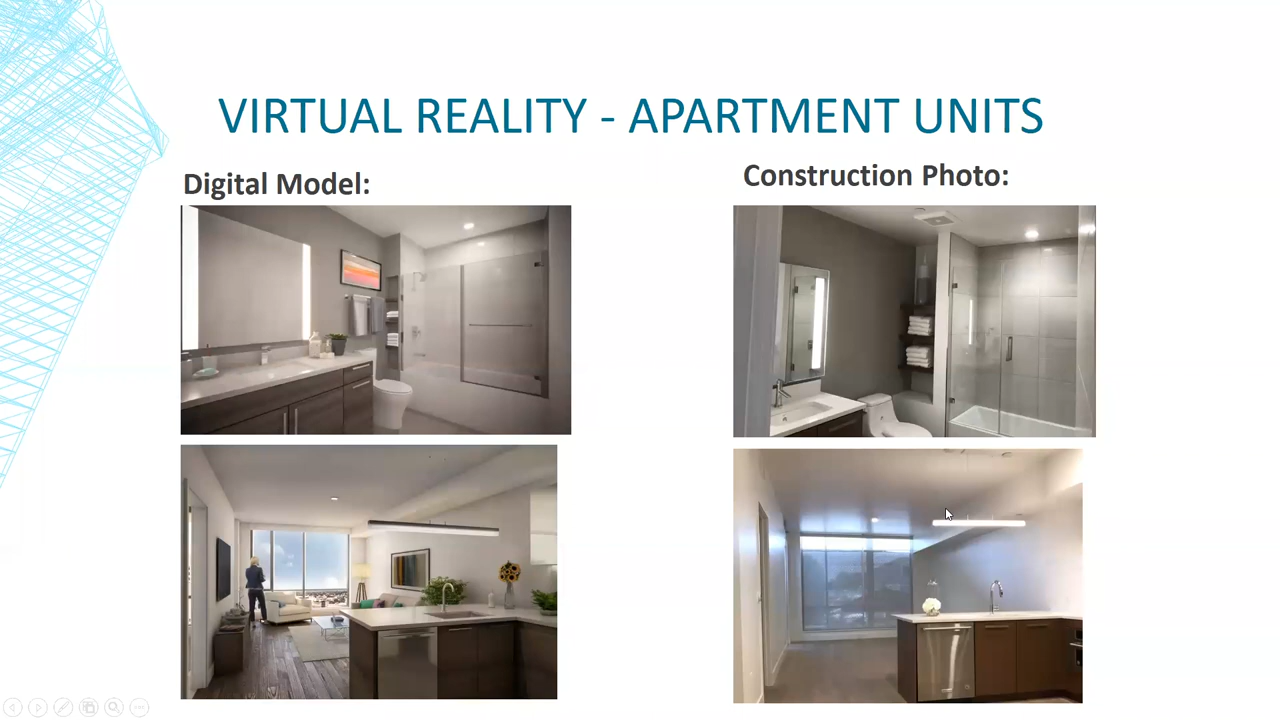 VIRTUAL REALITY - APARTMENT UNITS
Digital Model:
Construction Photo: